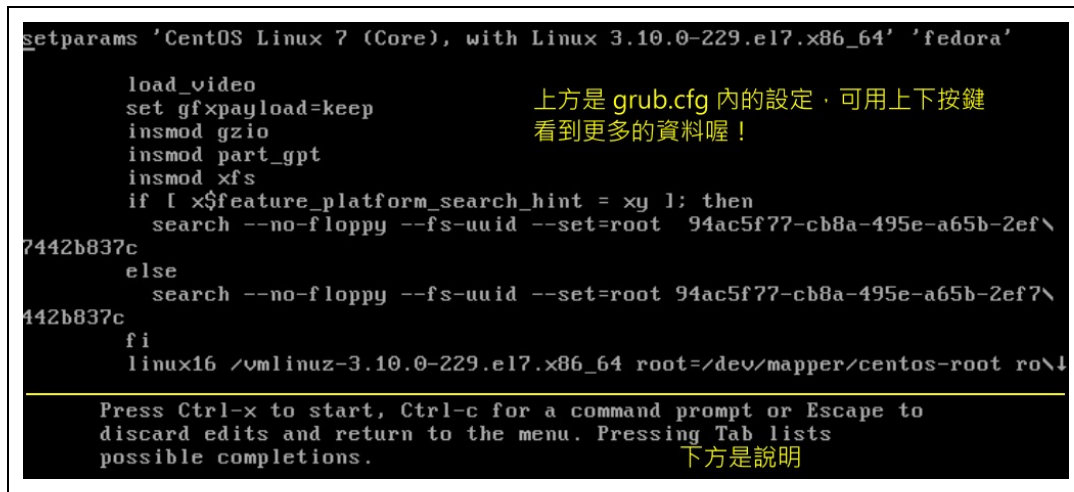 setparams 'CentOS Linux 7 (Core), with Linux 3.10.0-229.el7.x86_64' 'fedora'
load_video
set gfxpayload=keep
insmod gzio
insmod part_gpt
insmod xfs
上方是 grub.cfg 內的設定，可用上下按鍵
看到更多的資料喔！
if [ x$feature_platform_search_hint = xy ]; then
search --no-floppy --fs-uuid --set=root  94ac5f77-cb8a-495e-a65b-2ef\
7442b837c
else
search --no-floppy --fs-uuid --set=root 94ac5f77-cb8a-495e-a65b-2ef7\
442b837c
fi
linux16 /vmlinuz-3.10.0-229.el7.x86_64 root=/dev/mapper/centos-root ro\↓
Press Ctrl-x to start, Ctrl-c for a command prompt or Escape to
discard edits and return to the menu. Pressing Tab lists
possible completions.
下方是說明